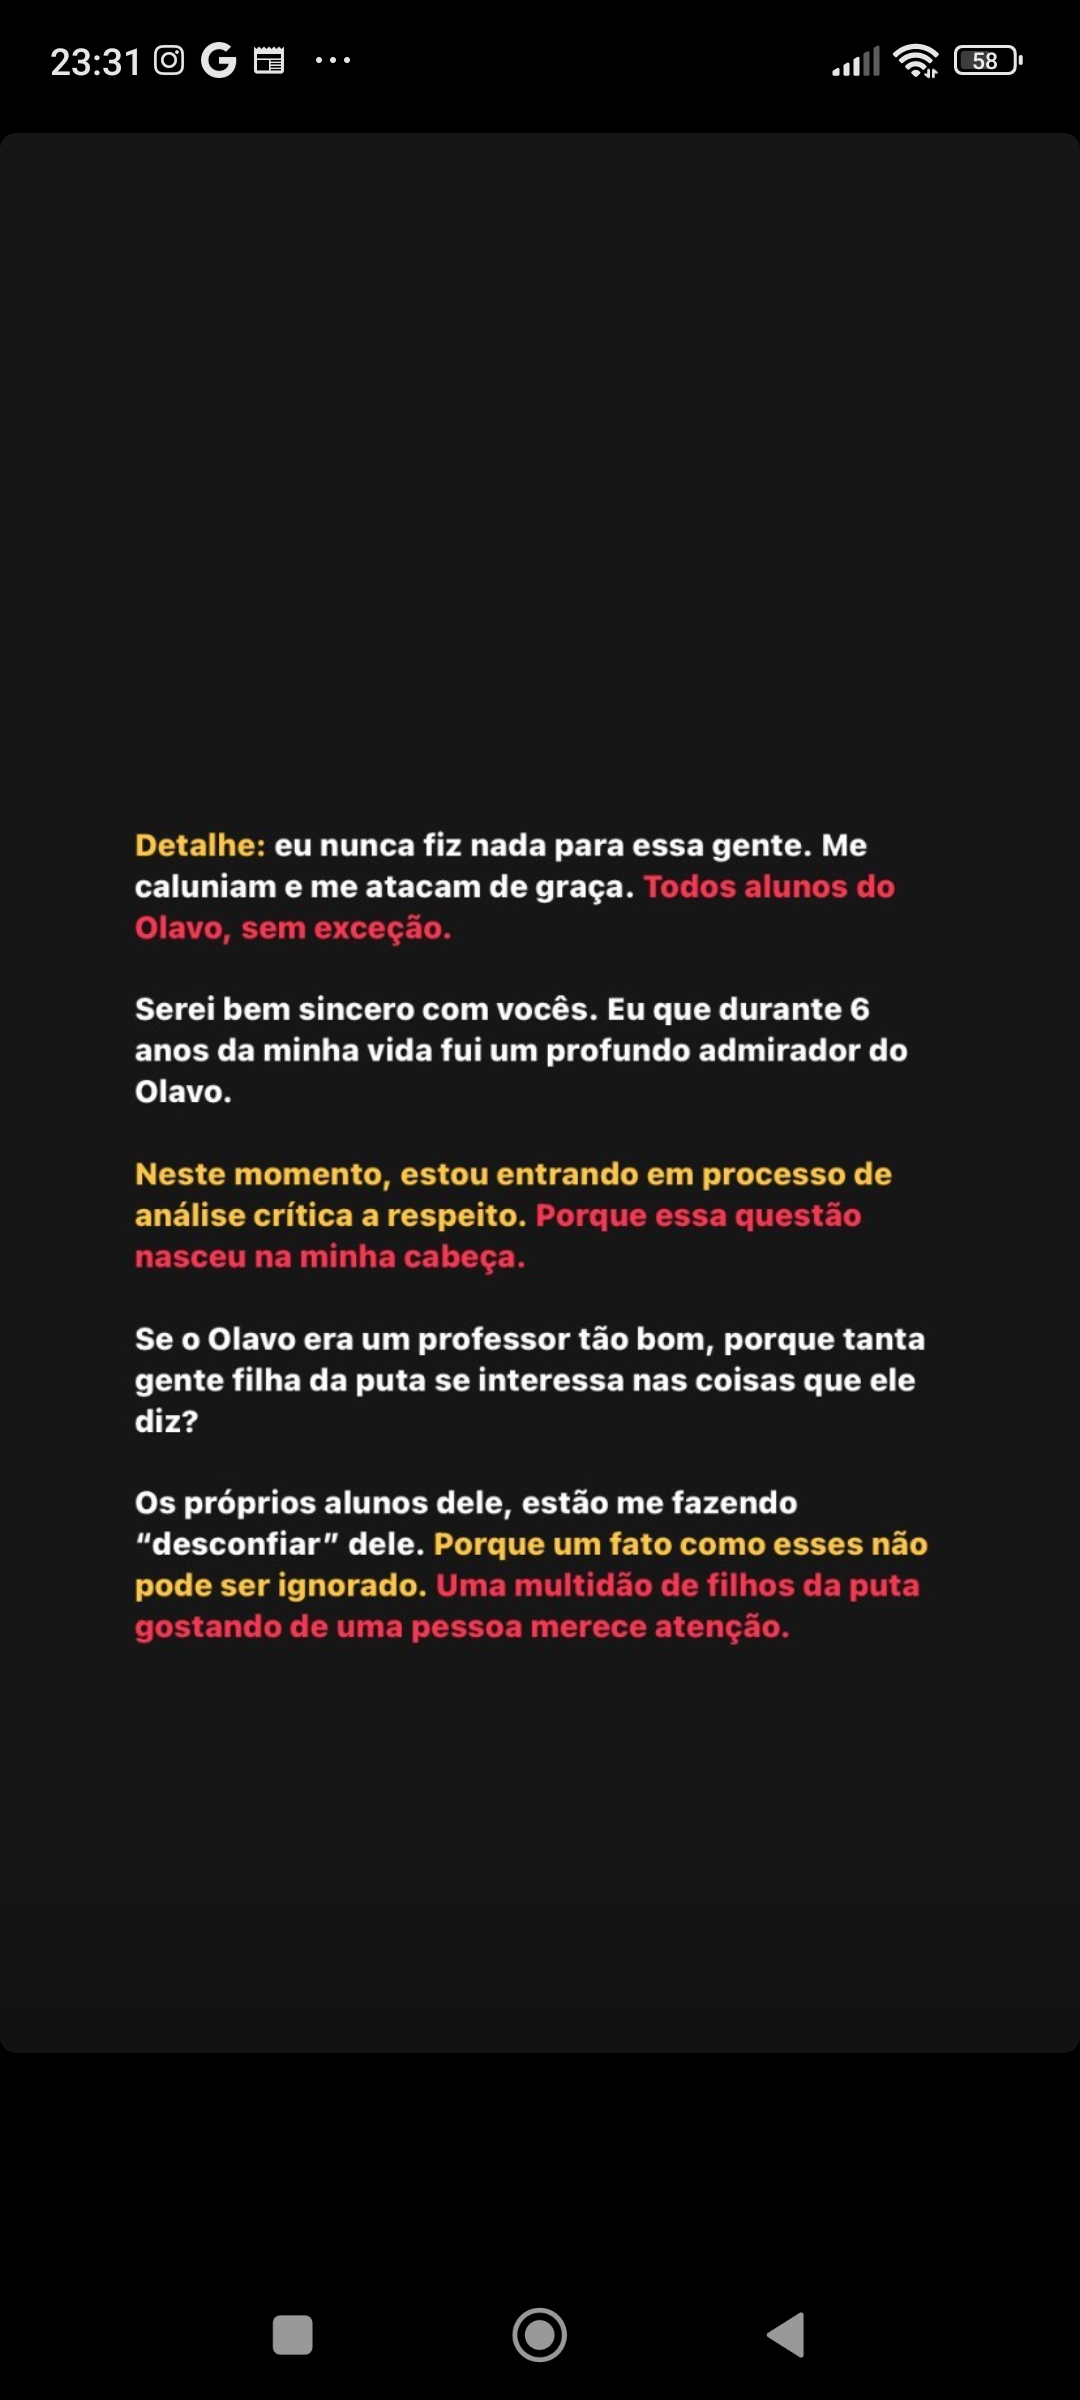 23:31
58
Detalhe: eu nunca fiz nada para essa gente. Me
caluniam e me atacam de graça. Todos alunos do
Olavo, sem exceção.
Serei bem sincero com vocês. Eu que durante 6
anos da minha vida fui um profundo admirador do
Olavo.
Neste momento, estou entrando em processo de
análise crítica a respeito. Porque essa questão
nasceu na minha cabeça.
Se o Olavo era um professor tão bom, porque tanta
gente filha da puta se interessa nas coisas que ele
diz?
Os próprios alunos dele, estão me fazendo
“desconfiar” dele. Porque um fato como esses não
pode ser ignorado. Uma multidão de filhos da puta
gostando de uma pessoa merece atenção.